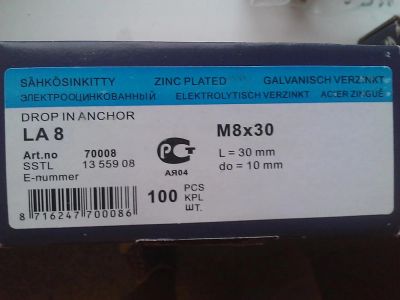 SÄHKÖSINKITTY ZINC PLATED GALVANISCH VERZINKT
ЭЛЕКТРООЦИНКОВАННЫЙ ELEKTROLYTISCH VERZINKT ACIER ZINGUÉ
DROP IN ANCHOR
LA 8 M8x30
Art.no 70008 L = 30 mm
SSTL 13 559 08 do = 10 mm
E-nummer
РСТ
АЯ04
100 PCS
KPL
ШТ.
8 716247 700086